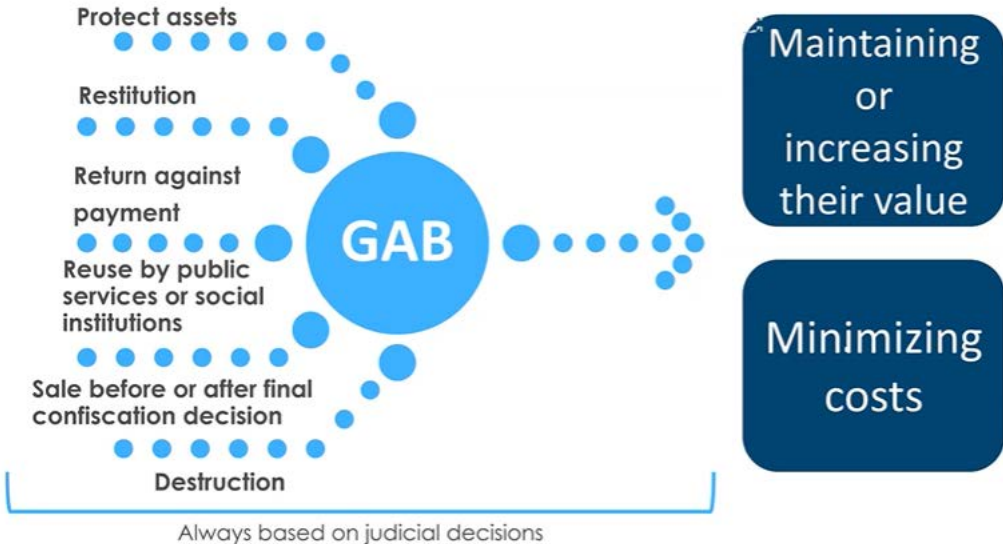 Protect assets
Restitution
Return against
payment
Reuse by public
services or social
institutions
Sale before or after final
confiscation decision
Destruction
Always based on judicial decisions
GAB
Maintaining
or
increasing
their value
Minimizing
costs